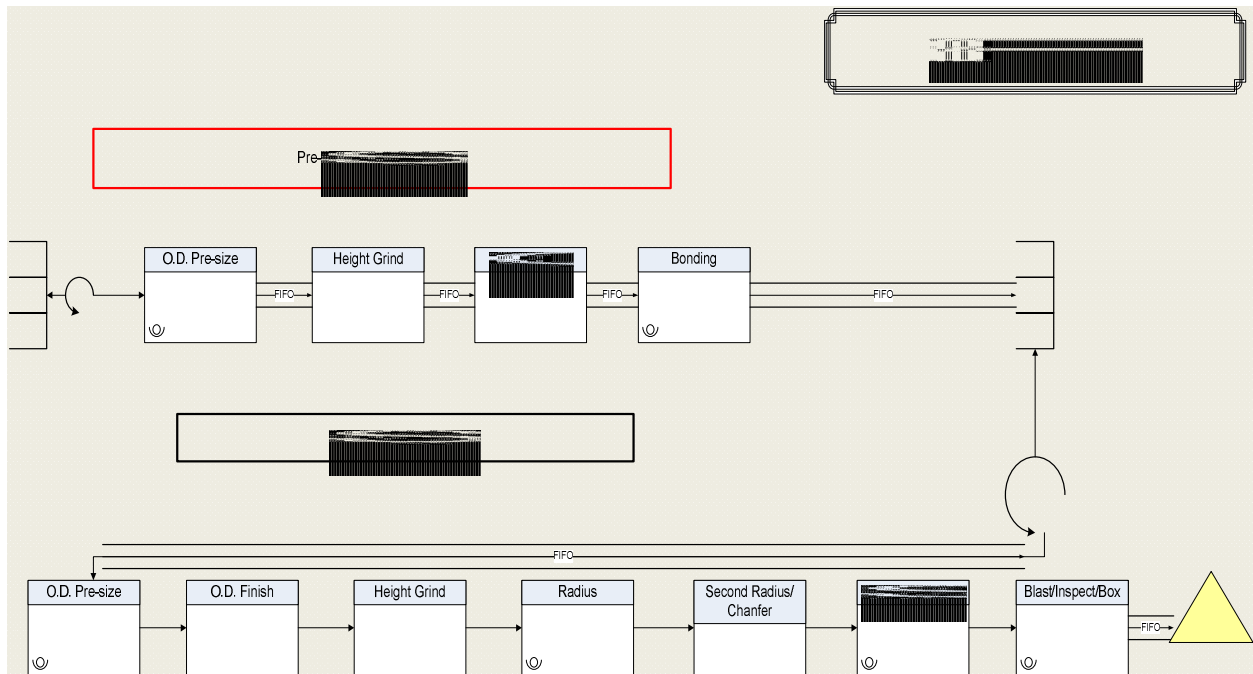 Pre-
O.D. Pre-size
Height Grind
Bonding
FIFO
FIFO
FIFO
FIFO
FIFO
O.D. Pre-size
O.D. Finish
Height Grind
Radius
Second Radius/
Chanfer
Blast/Inspect/Box
FIFO